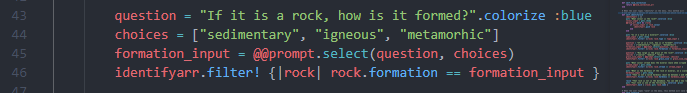 43 question = "If it is a rock, how is it formed?".colorize :blue
44 choices = ["sedimentary", "igneous", "metamorhic"]
45 formation_input = @@prompt.select(question, choices)
46 identifyarr.filter! {|rock| rock.formation == formation_input }
47